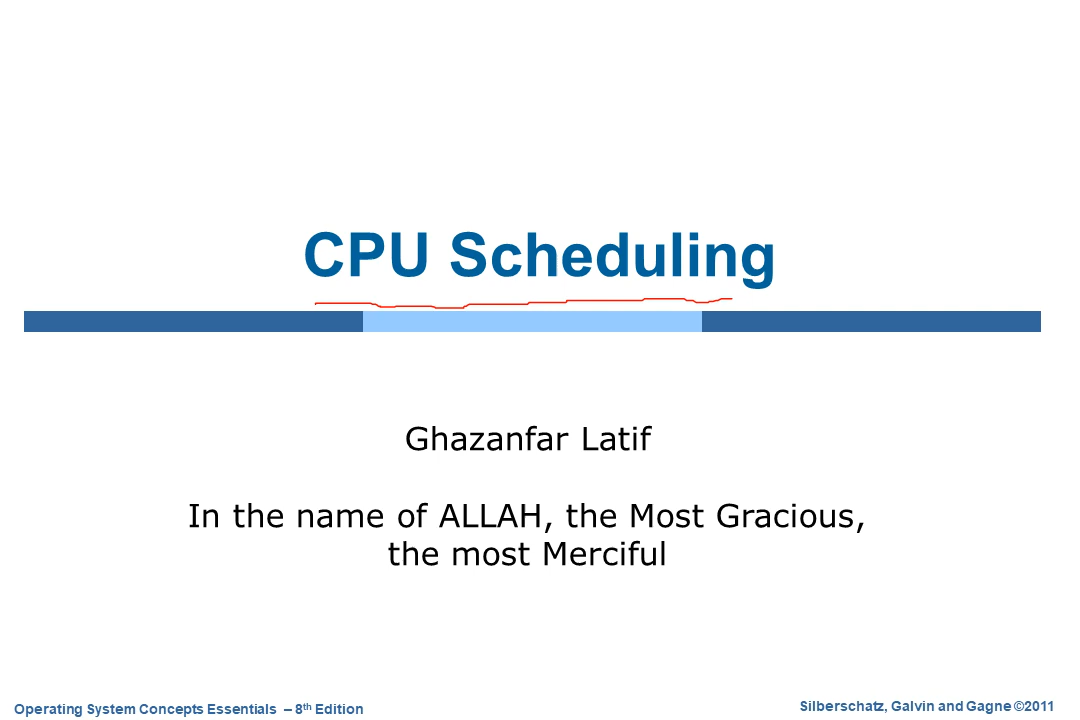 CPU Scheduling
Ghazanfar Latif
In the name of ALLAH, the Most Gracious,
the most Merciful
Operating System Concepts Essentials – 8th Edition
Silberschatz, Galvin and Gagne ©2011